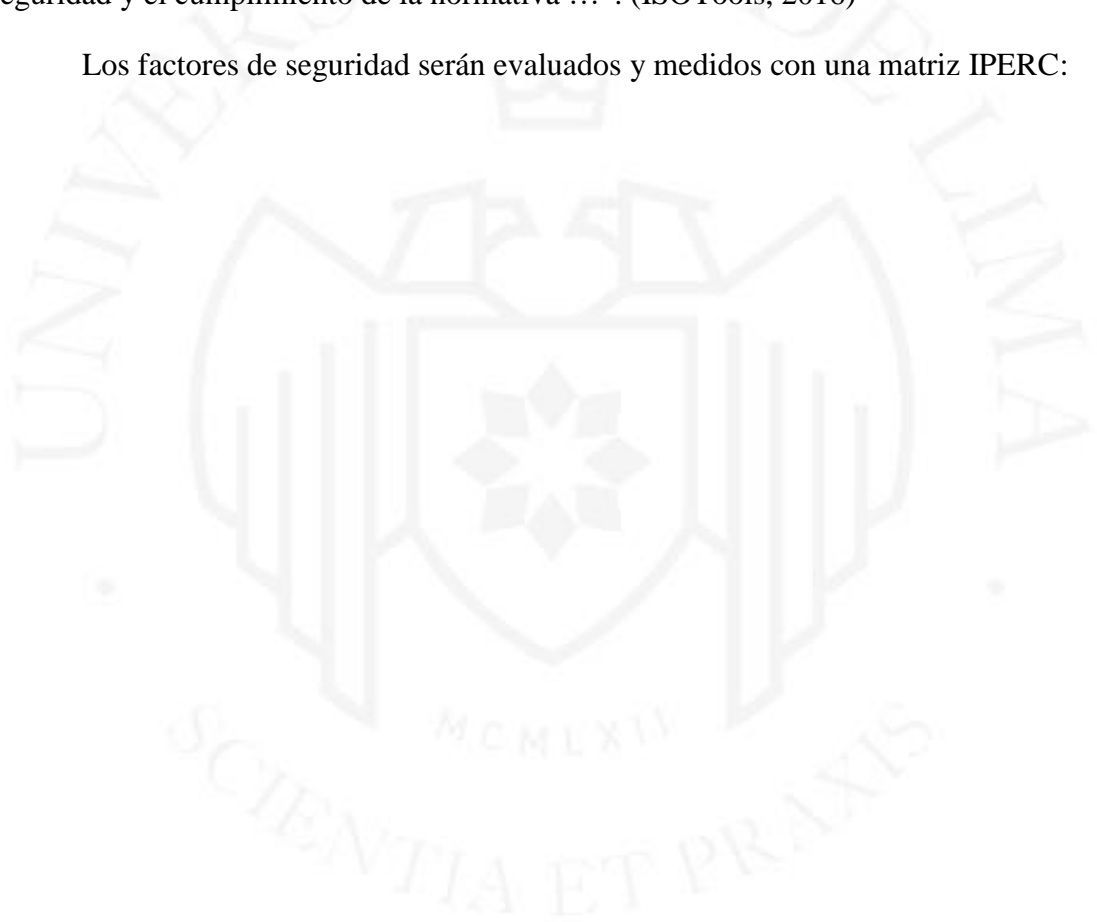 eguridad y el cumplimiento de la normativa …". (ISOTools, 2016)
Los factores de seguridad serán evaluados y medidos con una matriz IPERC:
UNIVERS DE LIMA
MCMLXII
SCIENTIA ET PRAXIS